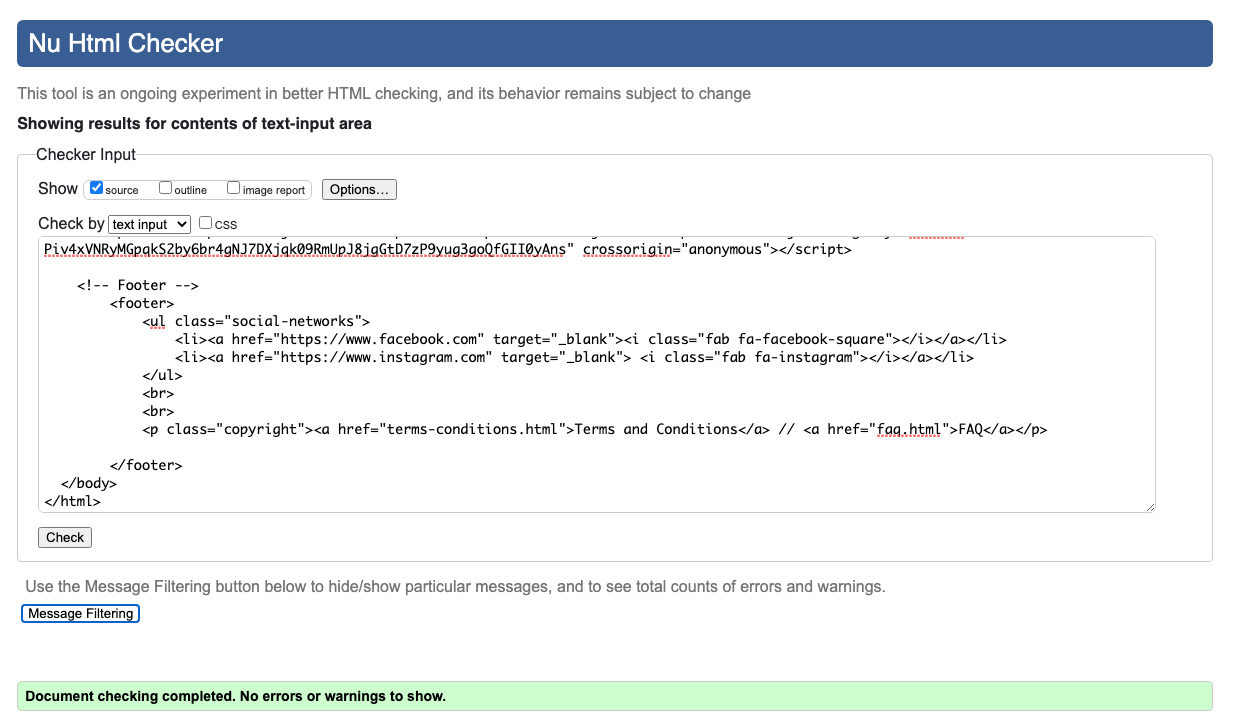 Nu Html Checker
This tool is an ongoing experiment in better HTML checking, and its behavior remains subject to change
Showing results for contents of text-input area
Checker Input
Show source outline image report Options...
Check by text input css
Piv4xVNRyMGpqkS2by6br4gNJ7DXjqk09RmUpJ8jgGtD7zP9yug3goQfGII0yAns" crossorigin="anonymous"></script>
<!-- Footer -->
<footer>
<ul class="social-networks">
<li><a href="https://www.facebook.com" target="_blank"><i class="fab fa-facebook-square"></i></a></li>
<li><a href="https://www.instagram.com" target="_blank"> <i class="fab fa-instagram"></i></a></li>
</ul>
<br>
<br>
<p class="copyright"><a href="terms-conditions.html">Terms and Conditions</a> // <a href="faq.html">FAQ</a></p>
</footer>
</body>
</html>
Check
Use the Message Filtering button below to hide/show particular messages, and to see total counts of errors and warnings.
Message Filtering
Document checking completed. No errors or warnings to show.